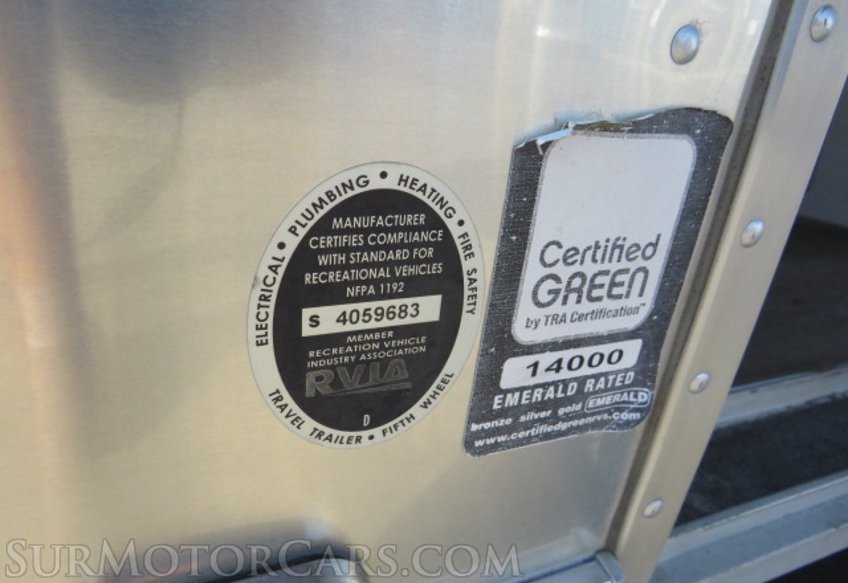 ELECTRICAL • PLUMBING • HEATING • FIRE SAFETY
MANUFACTURER
CERTIFIES COMPLIANCE
WITH STANDARD FOR
RECREATIONAL VEHICLES
NFPA 1192
S 4059683
MEMBER
RECREATION VEHICLE
INDUSTRY ASSOCIATION
RVIA
D
TRAVEL TRAILER • FIFTH WHEEL
Certified
GREEN
by TRA Certification™
14000
EMERALD RATED
bronze silver gold EMERALD
www.certifiedgreenrvs.com
SURMOTORCARS.COM